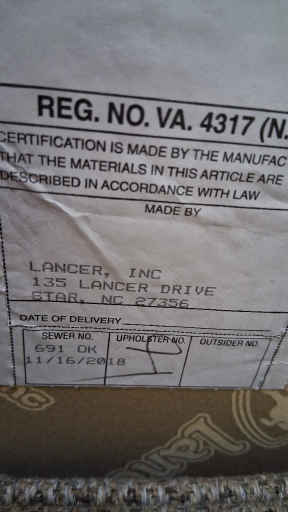 REG. NO. VA. 4317 (N.
CERTIFICATION IS MADE BY THE MANUFAC
THAT THE MATERIALS IN THIS ARTICLE ARE
DESCRIBED IN ACCORDANCE WITH LAW
MADE BY
LANCER, INC
135 LANCER DRIVE
STAR, NC 27356
DATE OF DELIVERY
SEWER NO. UPHOLSTER NO. OUTSIDER NO.
691 OK
11/16/2018
Lancer